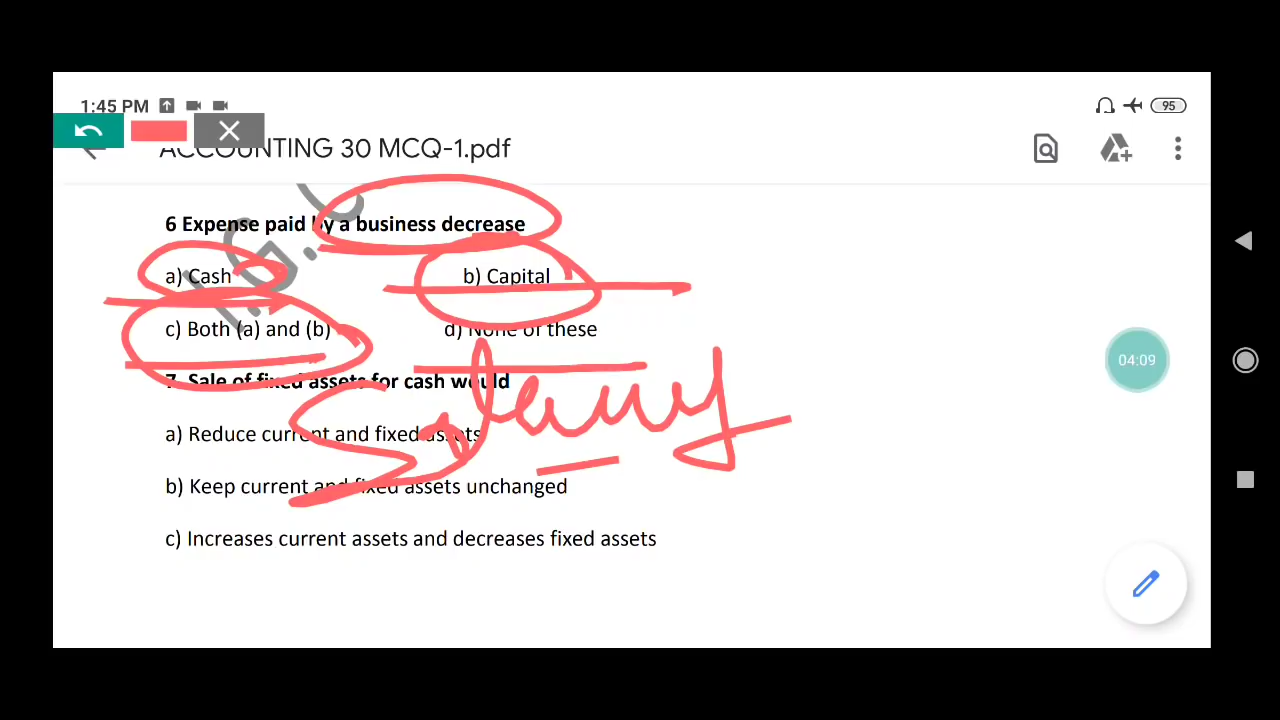 1:45 PM 95
ACCOUNTING 30 MCQ-1.pdf
6 Expense paid by a business decrease
a) Cash b) Capital
c) Both (a) and (b) d) None of these
04:09
7. Sale of fixed assets for cash would
Salary
a) Reduce current and fixed assets
b) Keep current and fixed assets unchanged
c) Increases current assets and decreases fixed assets